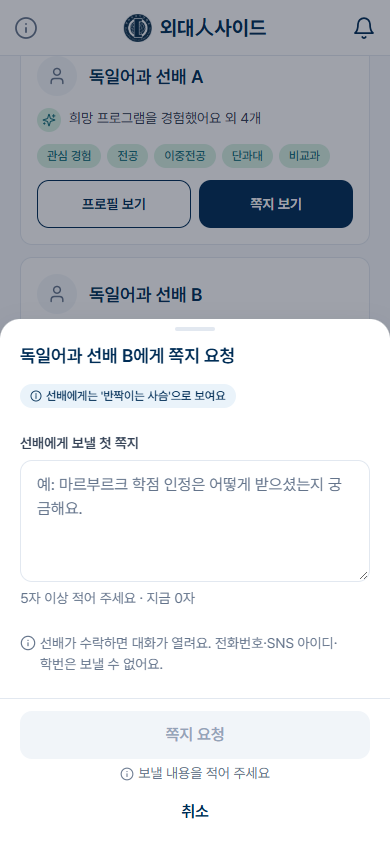 외대人사이드
독일어과 선배 A
희망 프로그램을 경험했어요 외 4개
관심 경험 전공 이중전공 단과대 비교과
프로필 보기 쪽지 보기
독일어과 선배 B
독일어과 선배 B에게 쪽지 요청
선배에게는 '반짝이는 사슴'으로 보여요
선배에게 보낼 첫 쪽지
예: 마르부르크 학점 인정은 어떻게 받으셨는지 궁
금해요.
5자 이상 적어 주세요 · 지금 0자
선배가 수락하면 대화가 열려요. 전화번호·SNS 아이디·
학번은 보낼 수 없어요.
쪽지 요청
보낼 내용을 적어 주세요
취소